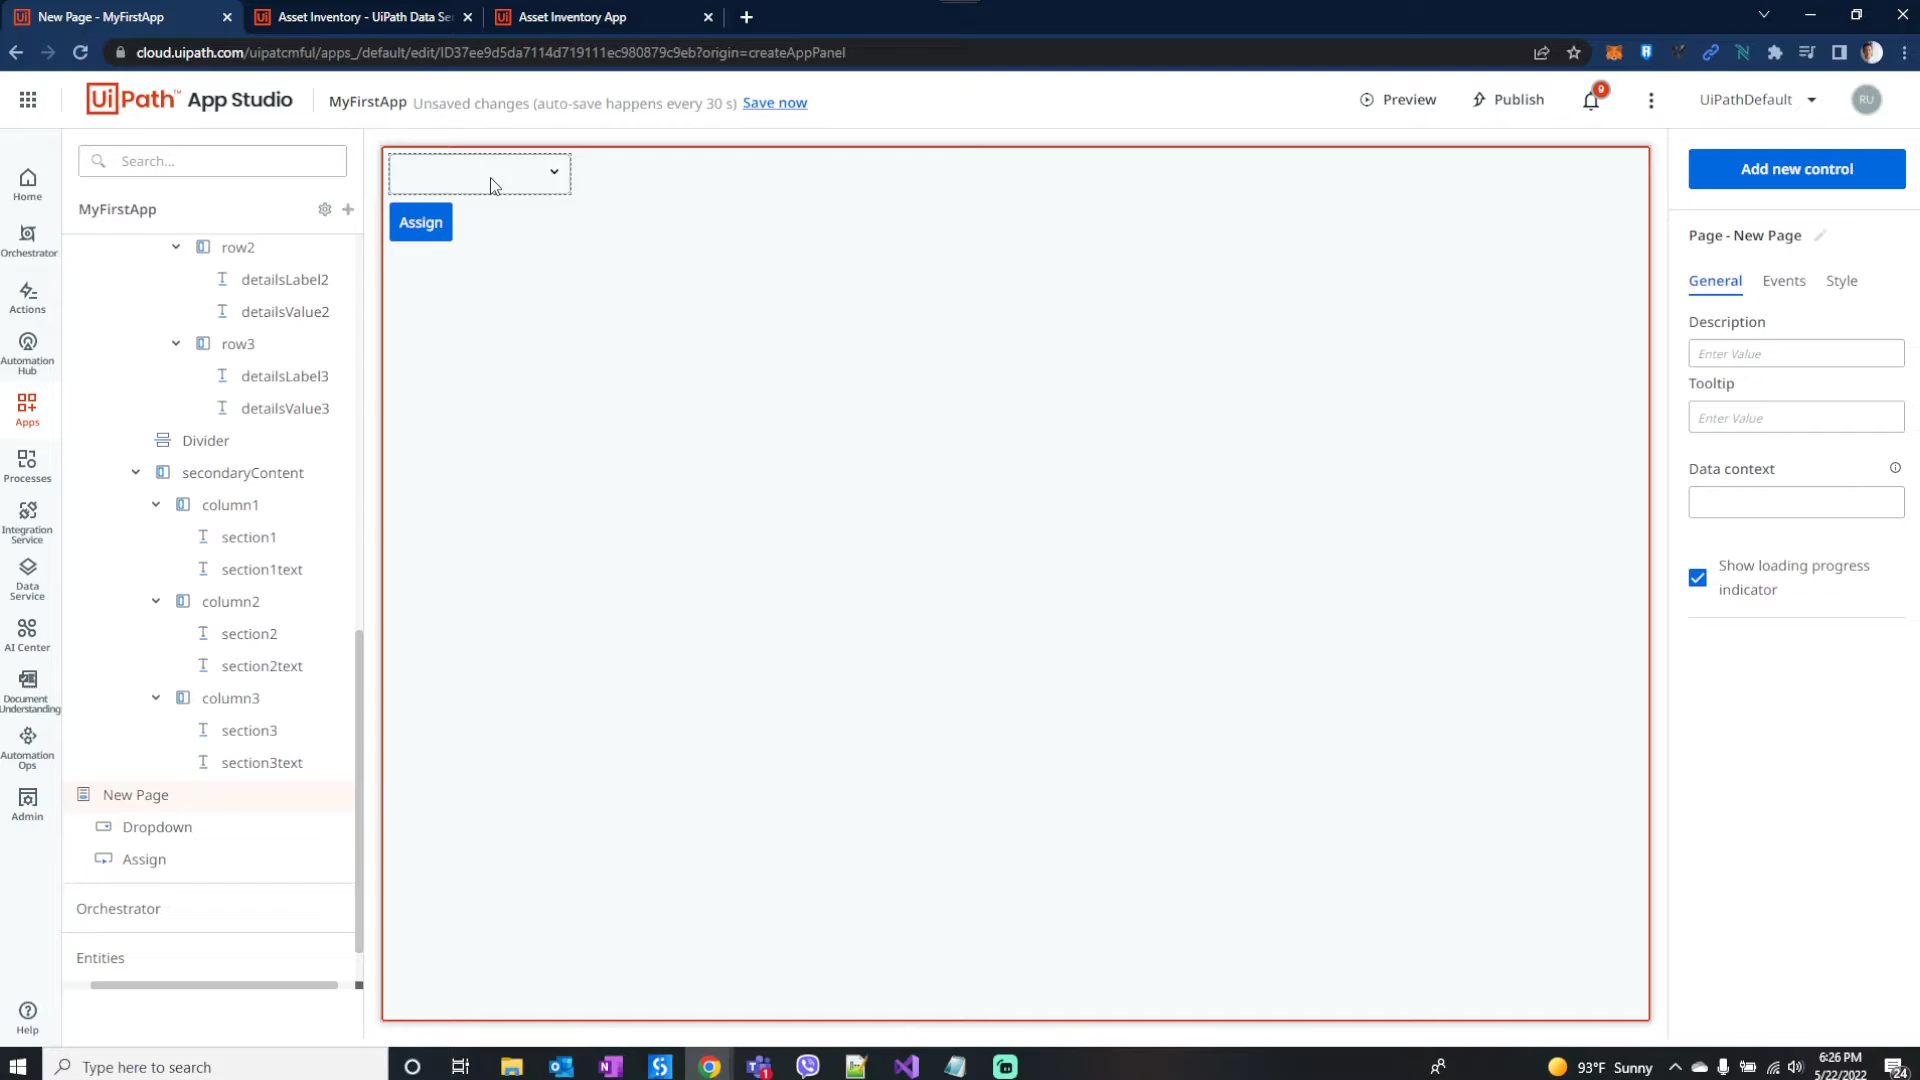 New Page - MyFirstApp
Asset Inventory - UiPath Data Se
Asset Inventory App
cloud.uipath.com/uipatcmful/apps_/default/edit/ID37ee9d5da7114d719111ec980879c9eb?origin=createAppPanel
UiPath™ App Studio
MyFirstApp
Unsaved changes (auto-save happens every 30 s) Save now
Preview
Publish
9
UiPathDefault
RU
Home
Orchestrator
Actions
Automation
Hub
Apps
Processes
Integration
Service
Data
Service
AI Center
Document
Understanding
Automation
Ops
Admin
Help
Search...
MyFirstApp
row2
detailsLabel2
detailsValue2
row3
detailsLabel3
detailsValue3
Divider
secondaryContent
column1
section1
section1text
column2
section2
section2text
column3
section3
section3text
New Page
Dropdown
Assign
Orchestrator
Entities
Assign
Add new control
Page - New Page
General
Events
Style
Description
Enter Value
Tooltip
Enter Value
Data context
Show loading progress
indicator
Type here to search
1
93°F Sunny
6:26 PM
5/22/2022
24